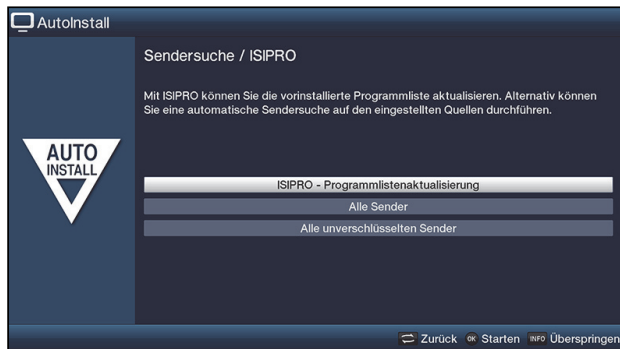 AutoInstall
Sendersuche / ISIPRO
Mit ISIPRO können Sie die vorinstallierte Programmliste aktualisieren. Alternativ können
Sie eine automatische Sendersuche auf den eingestellten Quellen durchführen.
AUTO
INSTALL
ISIPRO - Programmlistenaktualisierung
Alle Sender
Alle unverschlüsselten Sender
Zurück OK Starten INFO Überspringen